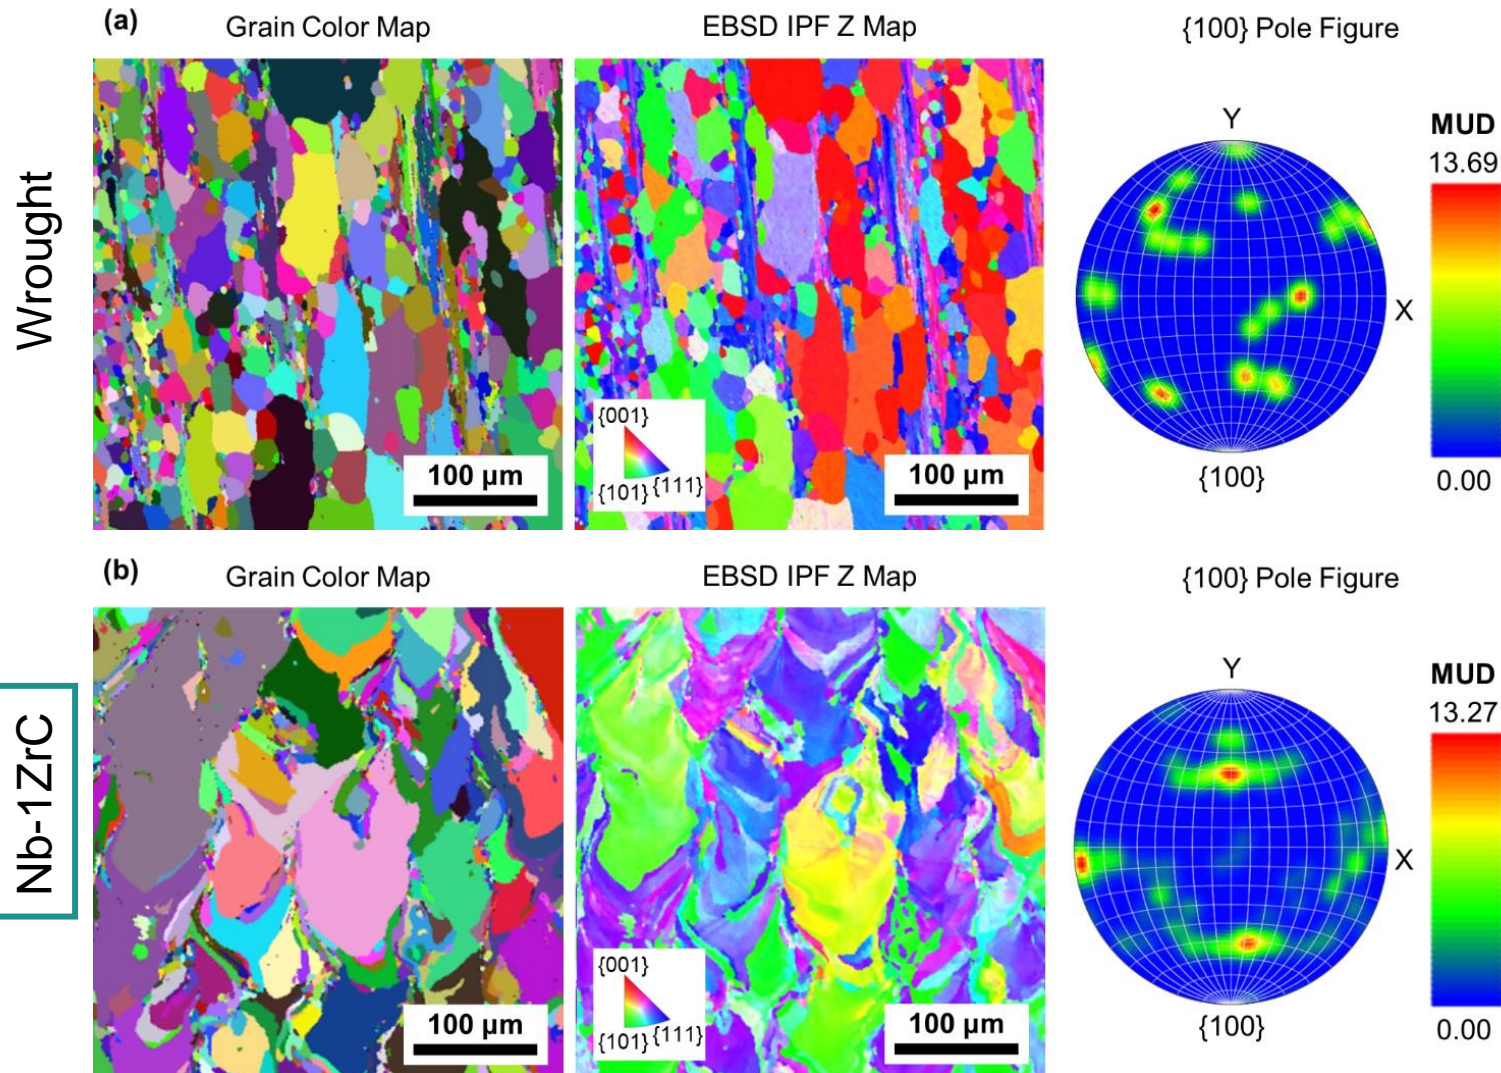 (a)
Grain Color Map
EBSD IPF Z Map
{100} Pole Figure
Wrought
{001}
{101}
{111}
100 µm
100 µm
Y
X
{100}
MUD
13.69
0.00
(b)
Grain Color Map
EBSD IPF Z Map
{100} Pole Figure
Nb-1ZrC
{001}
{101}
{111}
100 µm
100 µm
Y
X
{100}
MUD
13.27
0.00